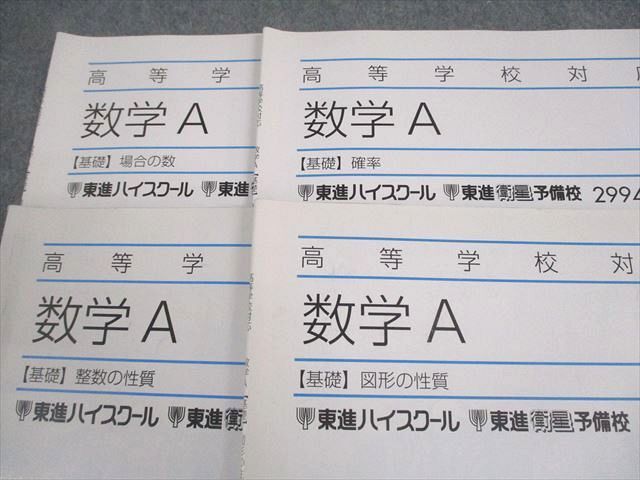 高等学
数学A
【基礎】場合の数
東進ハイスクール 東進
高等学校対
数学A
【基礎】確率
東進ハイスクール 東進衛星予備校 2994
高等学
数学A
【基礎】整数の性質
東進ハイスクール 東進衛
高等学校対
数学A
【基礎】図形の性質
東進ハイスクール 東進衛星予備校